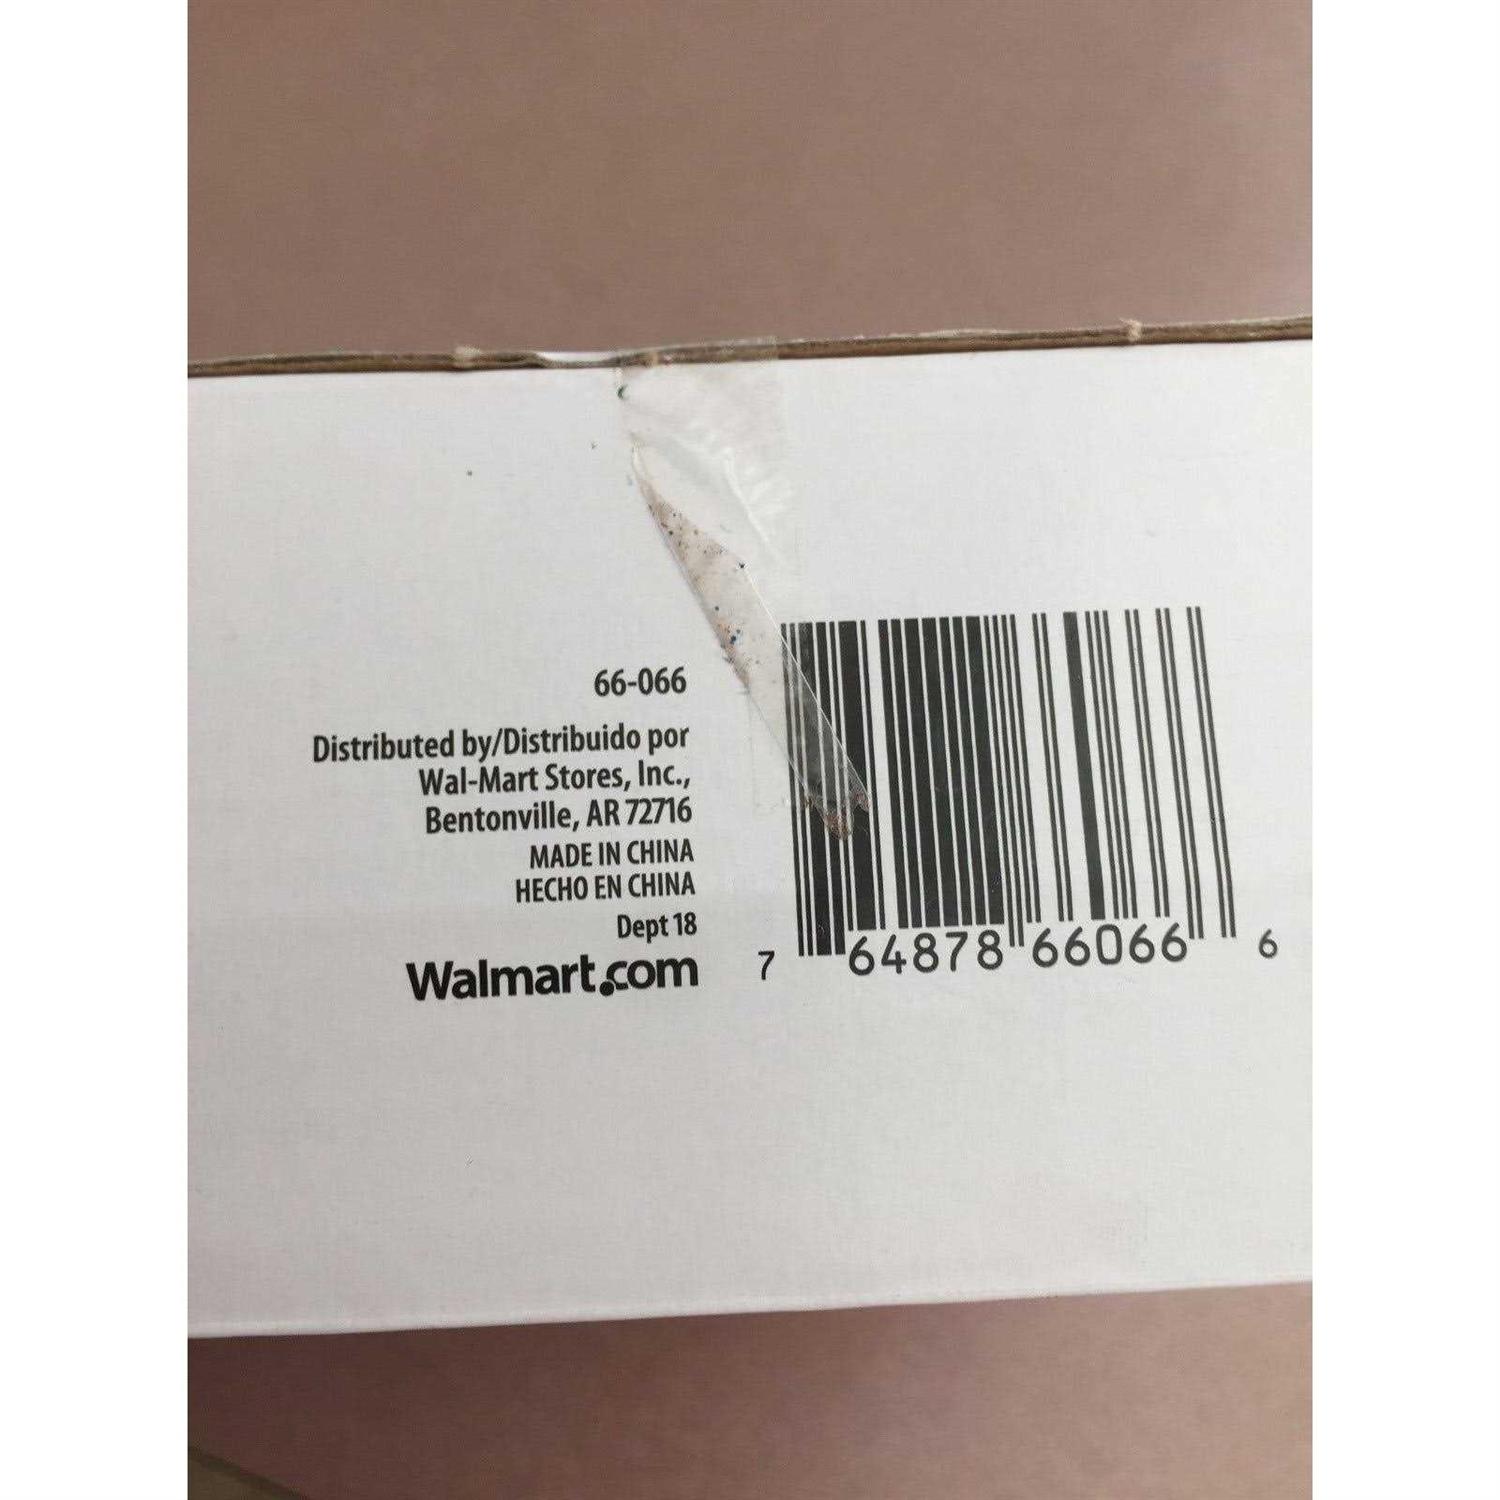 66-066
Distributed by/Distribuido por
Wal-Mart Stores, Inc.,
Bentonville, AR 72716
MADE IN CHINA
HECHO EN CHINA
Dept 18
Walmart.com
7 64878 66066 6